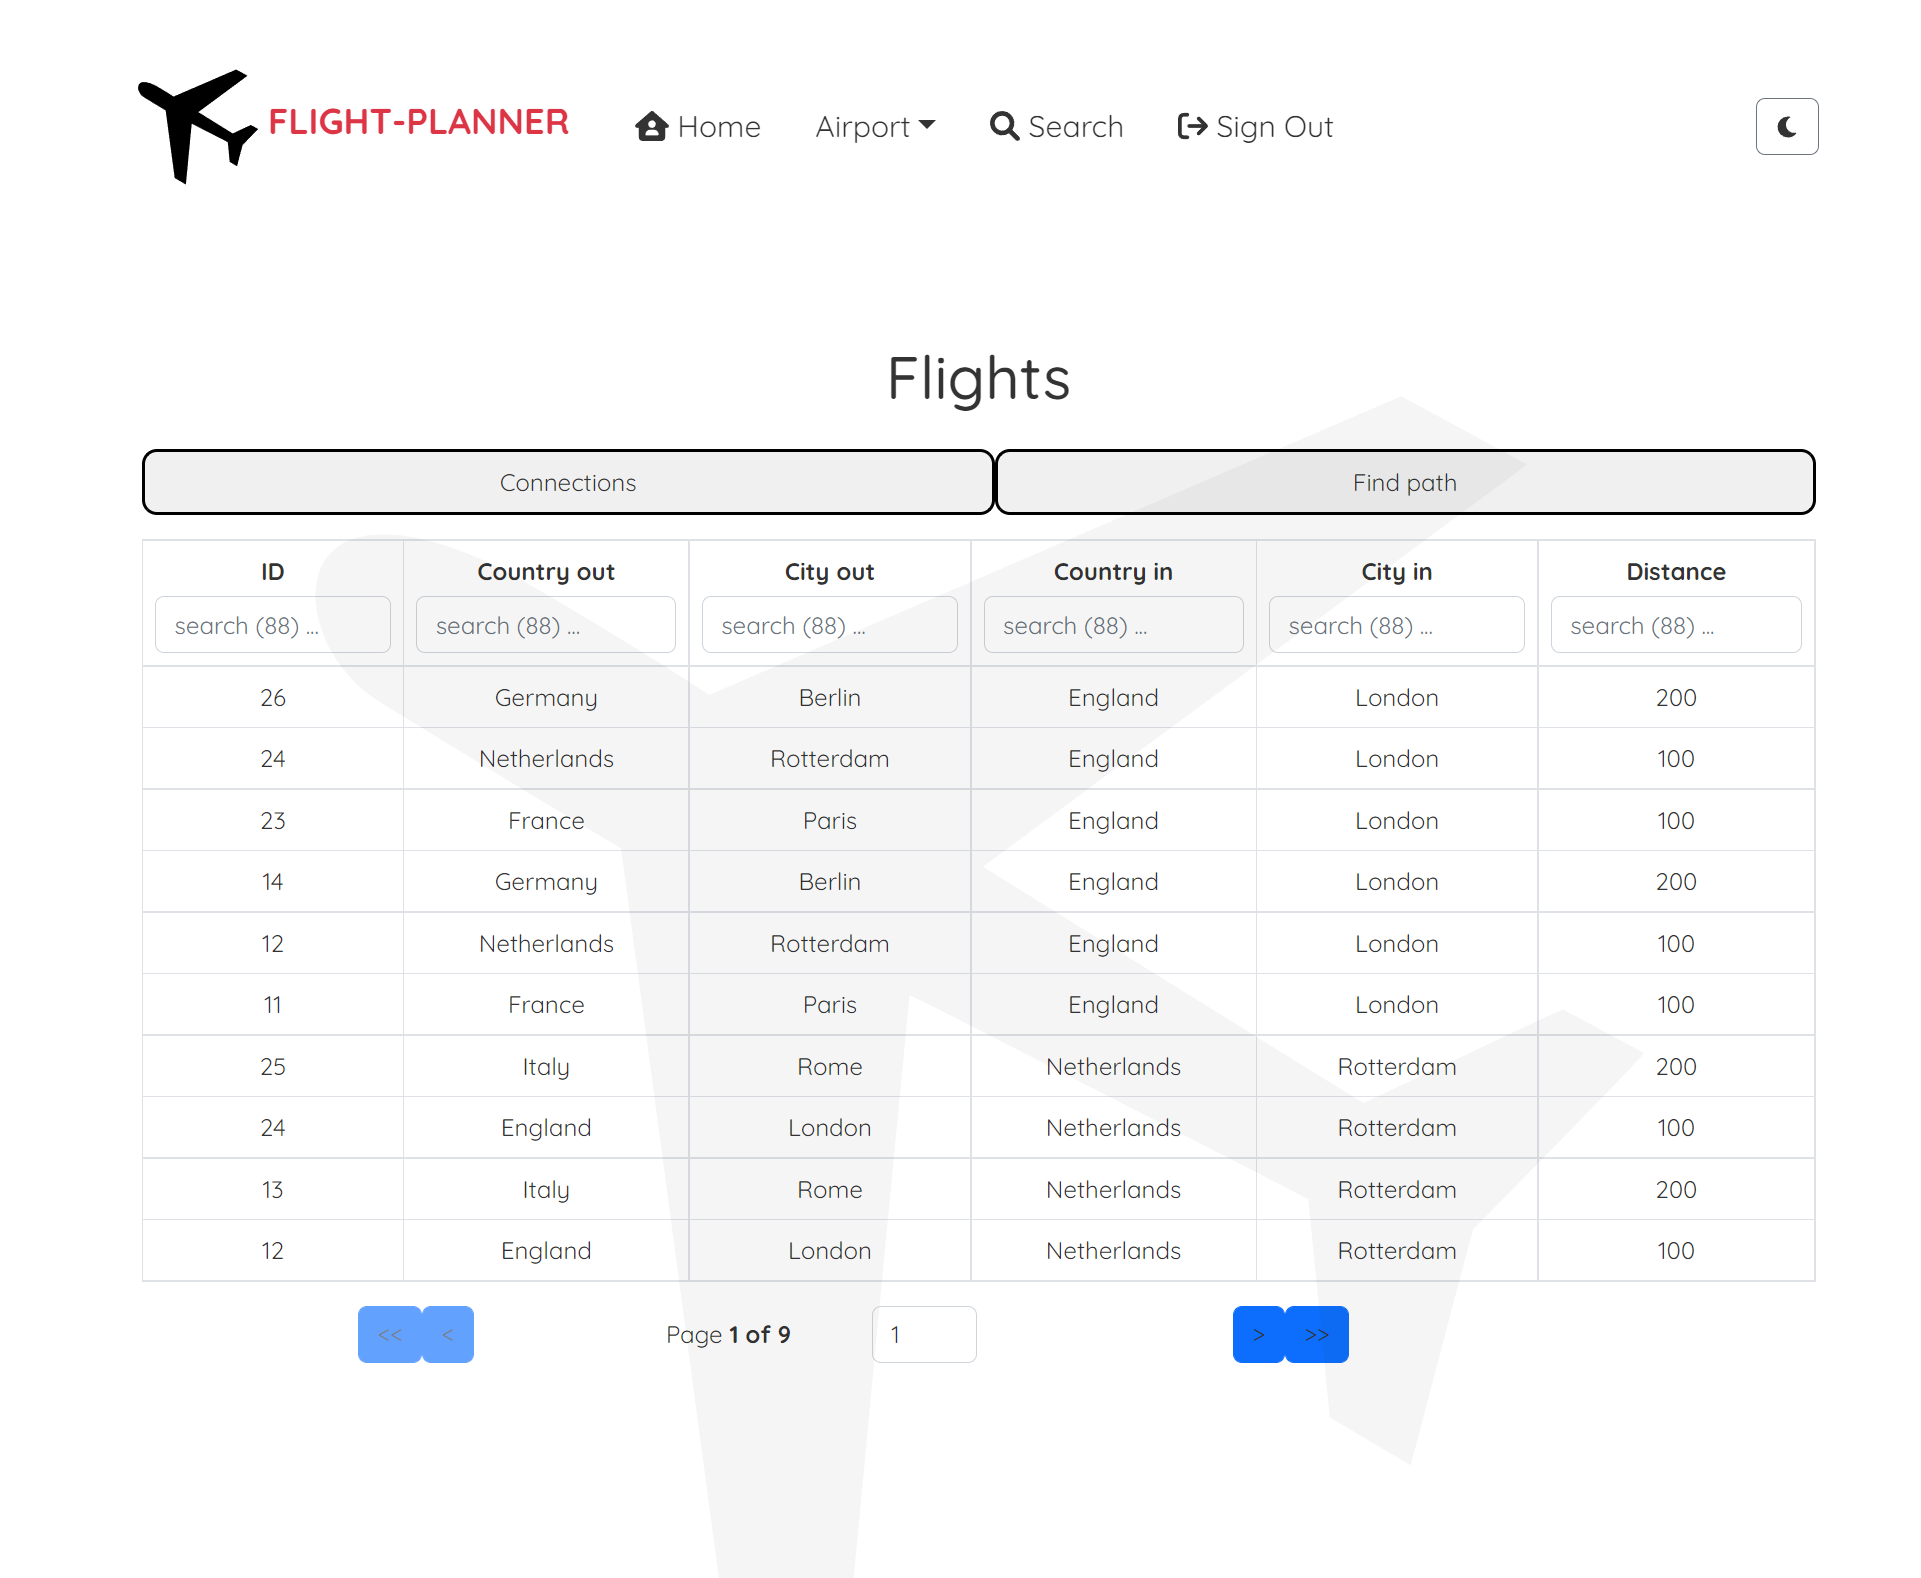 FLIGHT-PLANNER Home Airport Search Sign Out
Flights
Connections Find path
ID Country out City out Country in City in Distance
search (88) ... search (88) ... search (88) ... search (88) ... search (88) ... search (88) ...
26 Germany Berlin England London 200
24 Netherlands Rotterdam England London 100
23 France Paris England London 100
14 Germany Berlin England London 200
12 Netherlands Rotterdam England London 100
11 France Paris England London 100
25 Italy Rome Netherlands Rotterdam 200
24 England London Netherlands Rotterdam 100
13 Italy Rome Netherlands Rotterdam 200
12 England London Netherlands Rotterdam 100
<< < Page 1 of 9 1 > >>